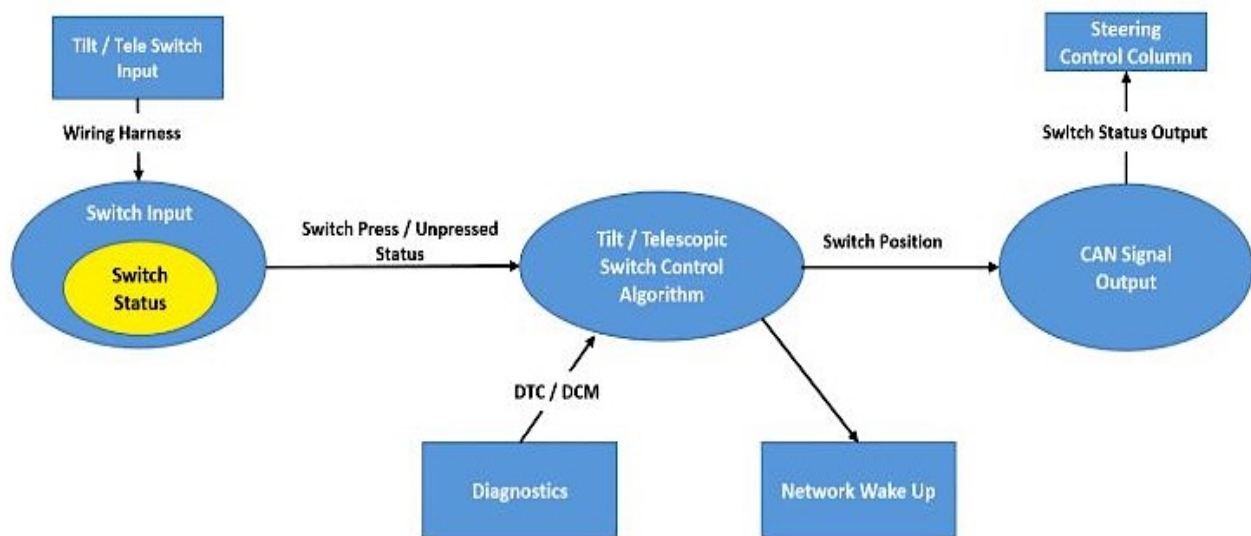 Tilt / Tele Switch
Input
Steering
Control Column
Wiring Harness
Switch Status Output
Switch Input
Switch
Status
Switch Press / Unpressed
Status
Tilt / Telescopic
Switch Control
Algorithm
Switch Position
CAN Signal
Output
DTC / DCM
Diagnostics
Network Wake Up